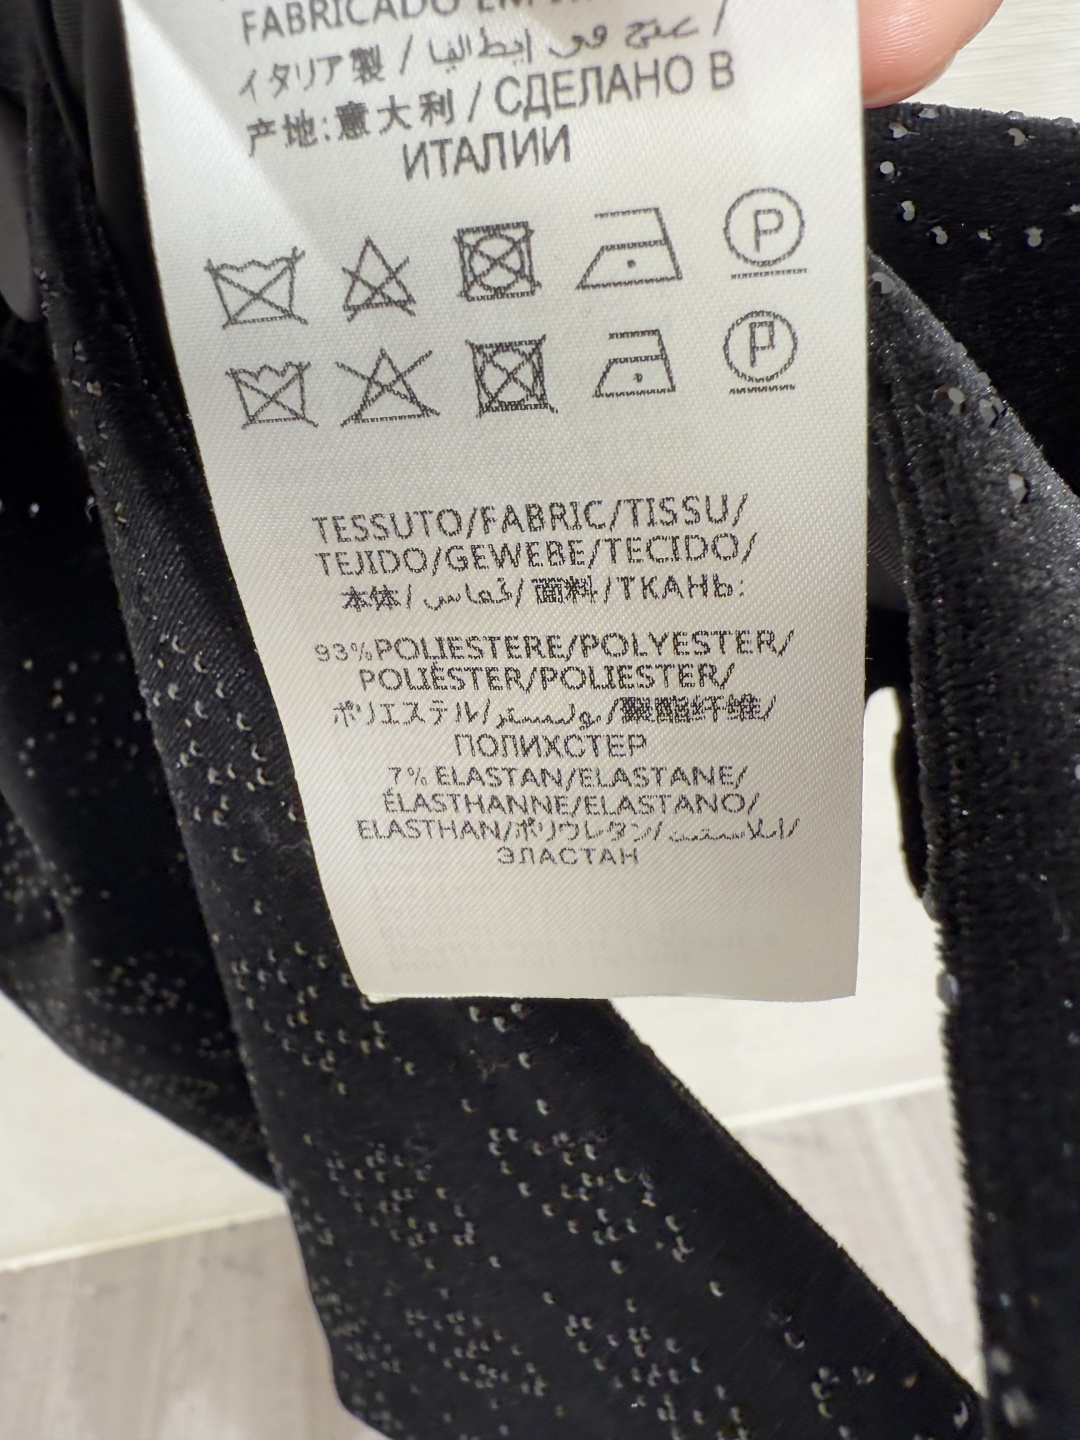 FABRICADO EN
イタリア製 / صنع في إيطاليا /
产地:意大利 / СДЕЛАНО В
ИТАЛИИ
P
P
TESSUTO/FABRIC/TISSU/
TEJIDO/GEWEBE/TECIDO/
本体/قماش/面料/ТКАНЬ:
93%POLIESTERE/POLYESTER/
POLIÉSTER/POLIESTER/
ポリエステル/بوليستر/聚酯纤维/
ПОЛИХСТЕР
7% ELASTAN/ELASTANE/
ÉLASTHANNE/ELASTANO/
ELASTHAN/ポリウレタン/إيلاستين/
ЭЛАСТАН